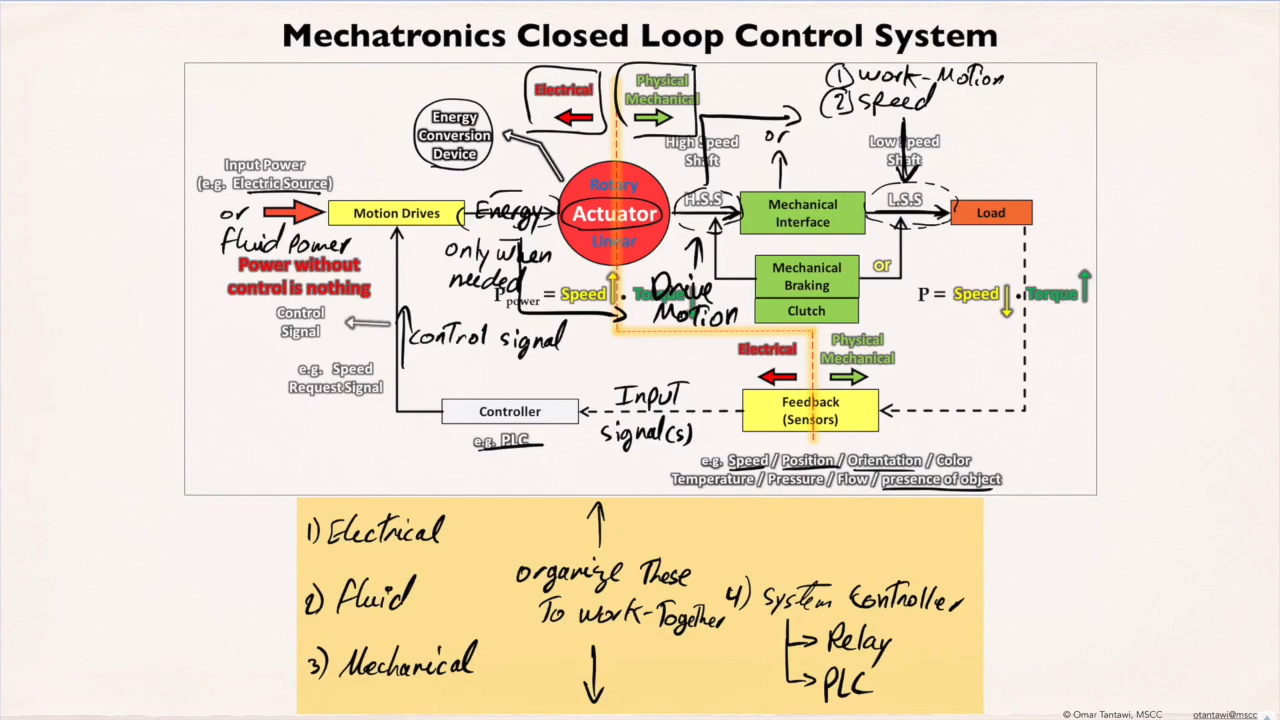 Mechatronics Closed Loop Control System
Electrical
Physical
Mechanical
① work-Motion
② Speed
Energy
Conversion
Device
High Speed
Shaft
or
Low Speed
Shaft
Input Power
(e.g. Electric Source)
or
fluid Power
Motion Drives
Energy
only when
needed
Rotory
Actuator
Linear
H.S.S
Mechanical
Interface
L.S.S
Load
Power without
control is nothing
Mechanical
Braking
Clutch
or
Drive
Motion
P power = Speed . Torque
P = Speed . Torque
Control
Signal
control signal
e.g. Speed
Request Signal
Electrical
Physical
Mechanical
Controller
e.g. PLC
Input
signal(s)
Feedback
(Sensors)
e.g. Speed / Position / Orientation / Color
Temperature / Pressure / Flow / presence of object
1) Electrical
2) Fluid
3) Mechanical
organize These
To work-Together
4) System Controller
Relay
PLC
© Omar Tantawi, MSCC
otantawi@mscc